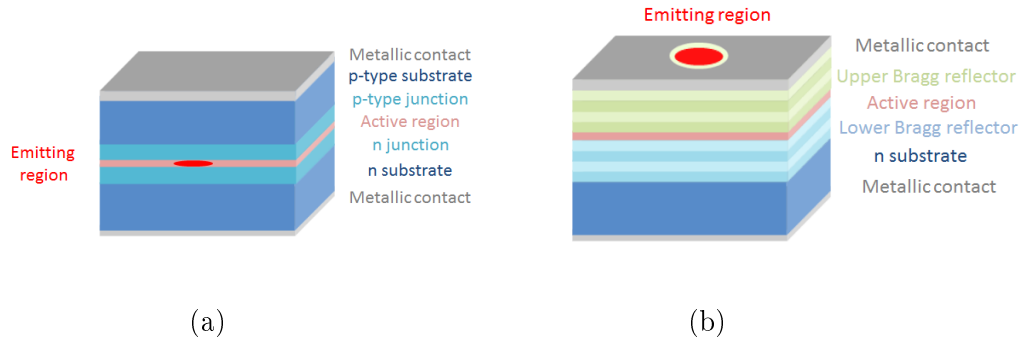 Metallic contact
p-type substrate
p-type junction
Active region
n junction
n substrate
Metallic contact
Emitting
region
(a)
Emitting region
Metallic contact
Upper Bragg reflector
Active region
Lower Bragg reflector
n substrate
Metallic contact
(b)